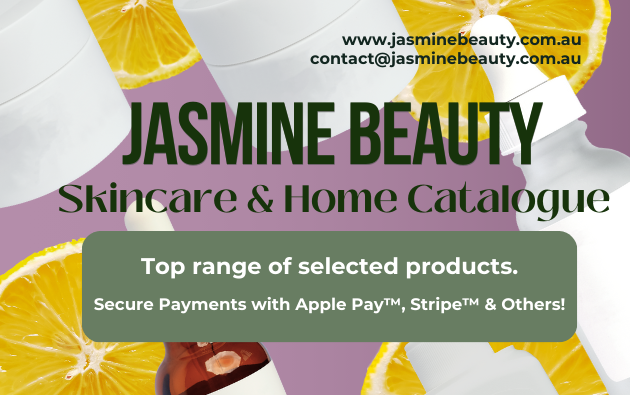 www.jasminebeauty.com.au
contact@jasminebeauty.com.au
JASMINE BEAUTY
Skincare & Home Catalogue
Top range of selected products.
Secure Payments with Apple Pay™, Stripe™ & Others!